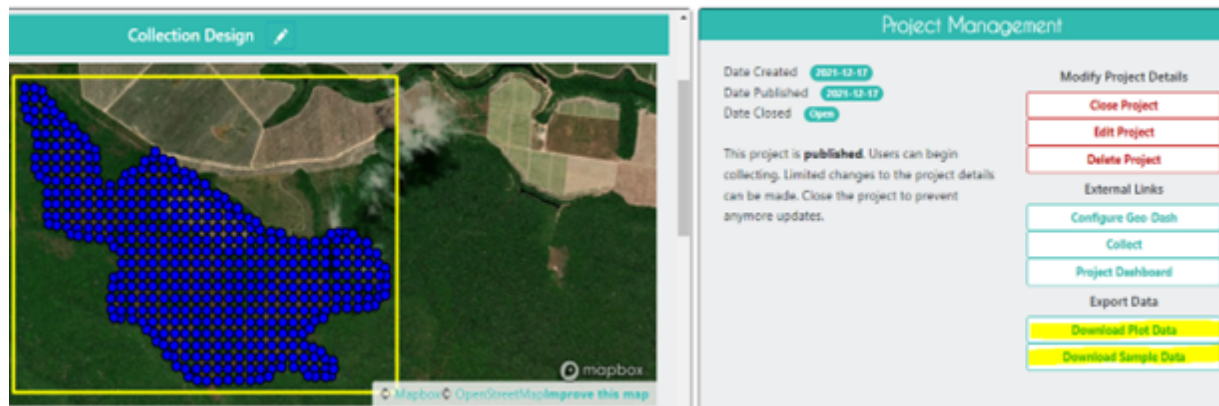 Collection Design
Project Management
Date Created 2021-12-17
Date Published 2021-12-17
Date Closed Open
This project is published. Users can begin
collecting. Limited changes to the project details
can be made. Close the project to prevent
anymore updates.
Modify Project Details
Close Project
Edit Project
Delete Project
External Links
Configure Geo-Dash
Collect
Project Dashboard
Export Data
Download Plot Data
Download Sample Data
mapbox
© Mapbox © OpenStreetMap Improve this map